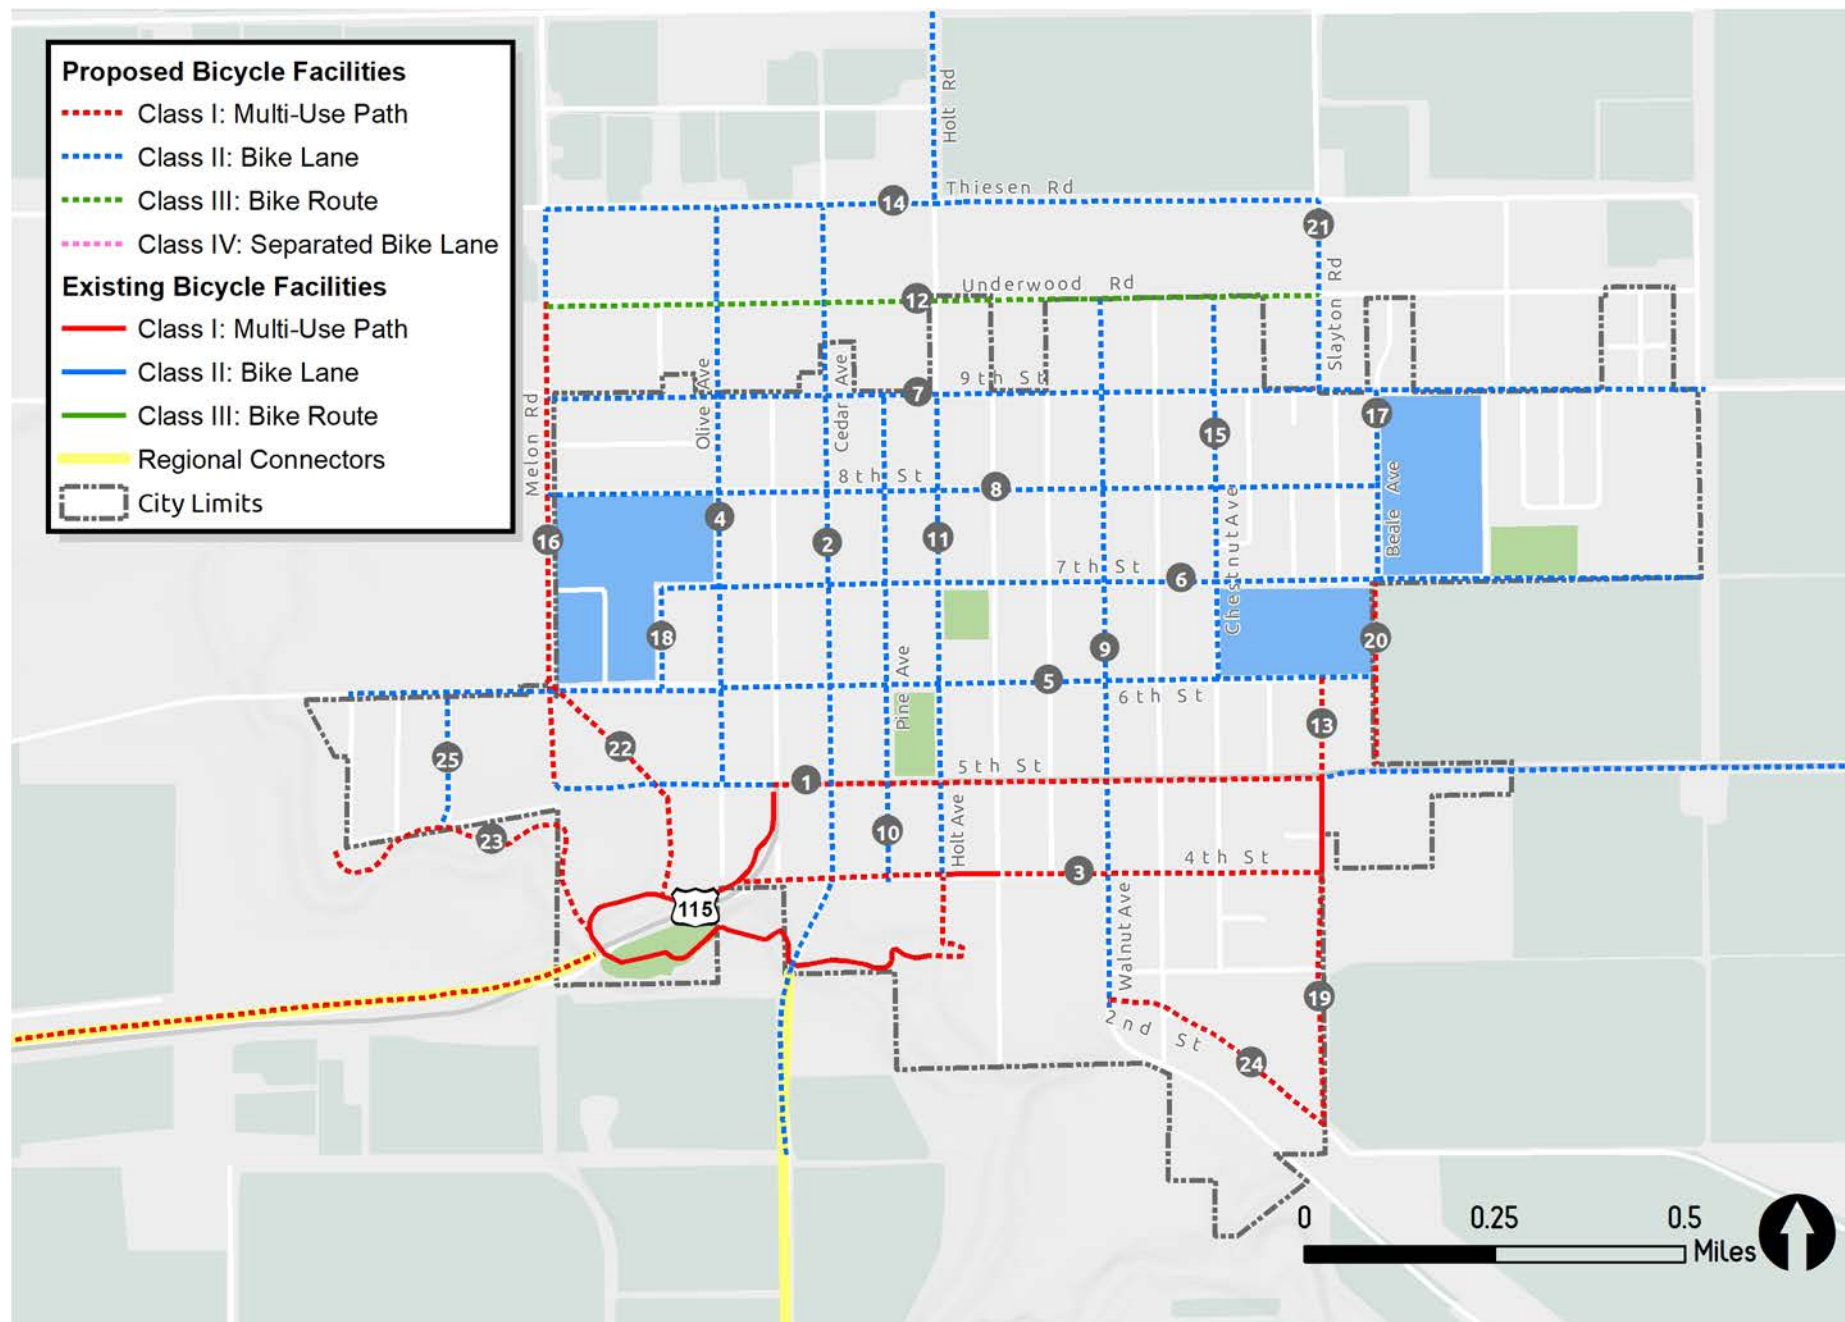 Proposed Bicycle Facilities
Class I: Multi-Use Path
Class II: Bike Lane
Class III: Bike Route
Class IV: Separated Bike Lane
Existing Bicycle Facilities
Class I: Multi-Use Path
Class II: Bike Lane
Class III: Bike Route
Regional Connectors
City Limits
Holt Rd
Thiesen Rd
14
21
Underwood Rd
12
Slayton Rd
9th St
7
Olive Ave
Cedar Ave
Melon Rd
17
15
8th St
8
Beale Ave
4
16
2
11
Chestnut Ave
7th St
6
18
9
20
Pine Ave
5
6th St
13
22
25
1
5th St
23
10
Holt Ave
3
4th St
115
Walnut Ave
19
2nd St
24
0
0.25
0.5
Miles